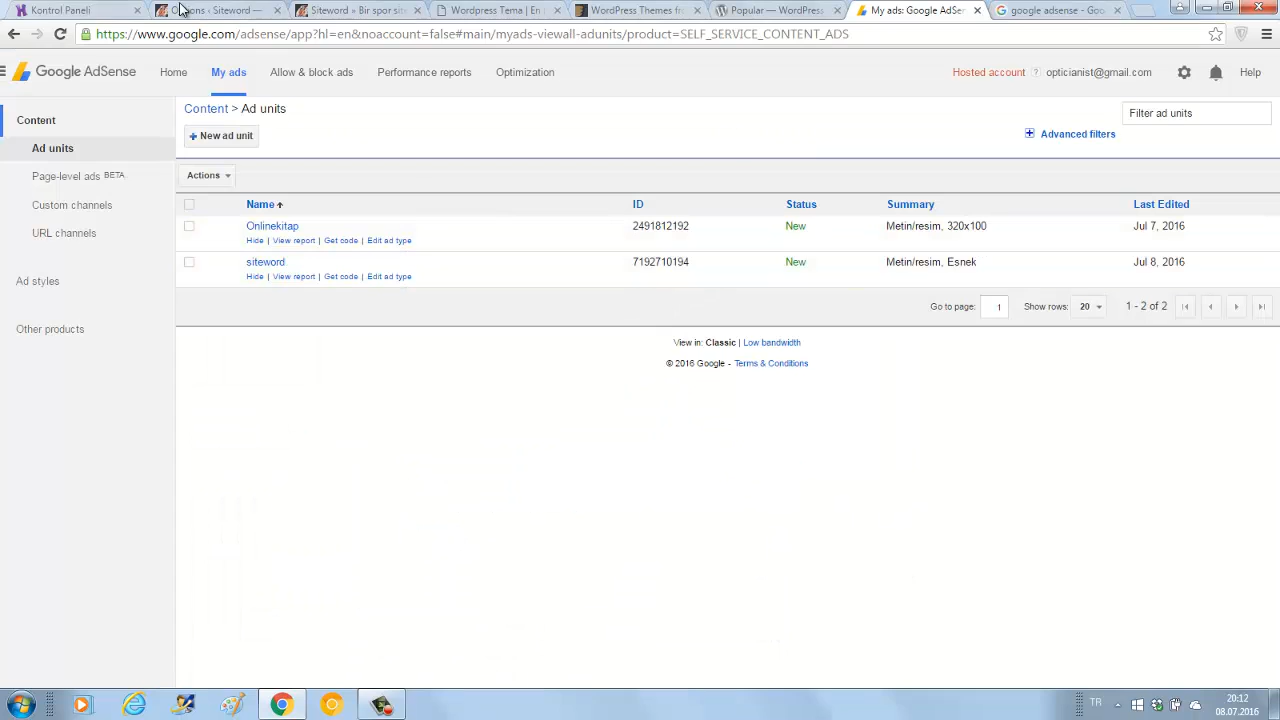 Kontrol Paneli
ons ‹ Siteword —
Siteword » Bir spor site
Wordpress Tema | En
WordPress Themes fr
Popular — WordPress
My ads: Google AdSen
google adsense - Goo
https://www.google.com/adsense/app?hl=en&noaccount=false#main/myads-viewall-adunits/product=SELF_SERVICE_CONTENT_ADS
Google AdSense
Home
My ads
Allow & block ads
Performance reports
Optimization
Hosted account ?
opticianist@gmail.com
Help
Content
Ad units
Page-level ads BETA
Custom channels
URL channels
Ad styles
Other products
Content > Ad units
Filter ad units
+ New ad unit
Advanced filters
Actions
Name ID Status Summary Last Edited
Onlinekitap 2491812192 New Metin/resim, 320x100 Jul 7, 2016
Hide | View report | Get code | Edit ad type
siteword 7192710194 New Metin/resim, Esnek Jul 8, 2016
Hide | View report | Get code | Edit ad type
Go to page: 1 Show rows: 20 1 - 2 of 2
View in: Classic | Low bandwidth
© 2016 Google - Terms & Conditions
TR
20:12
08.07.2016